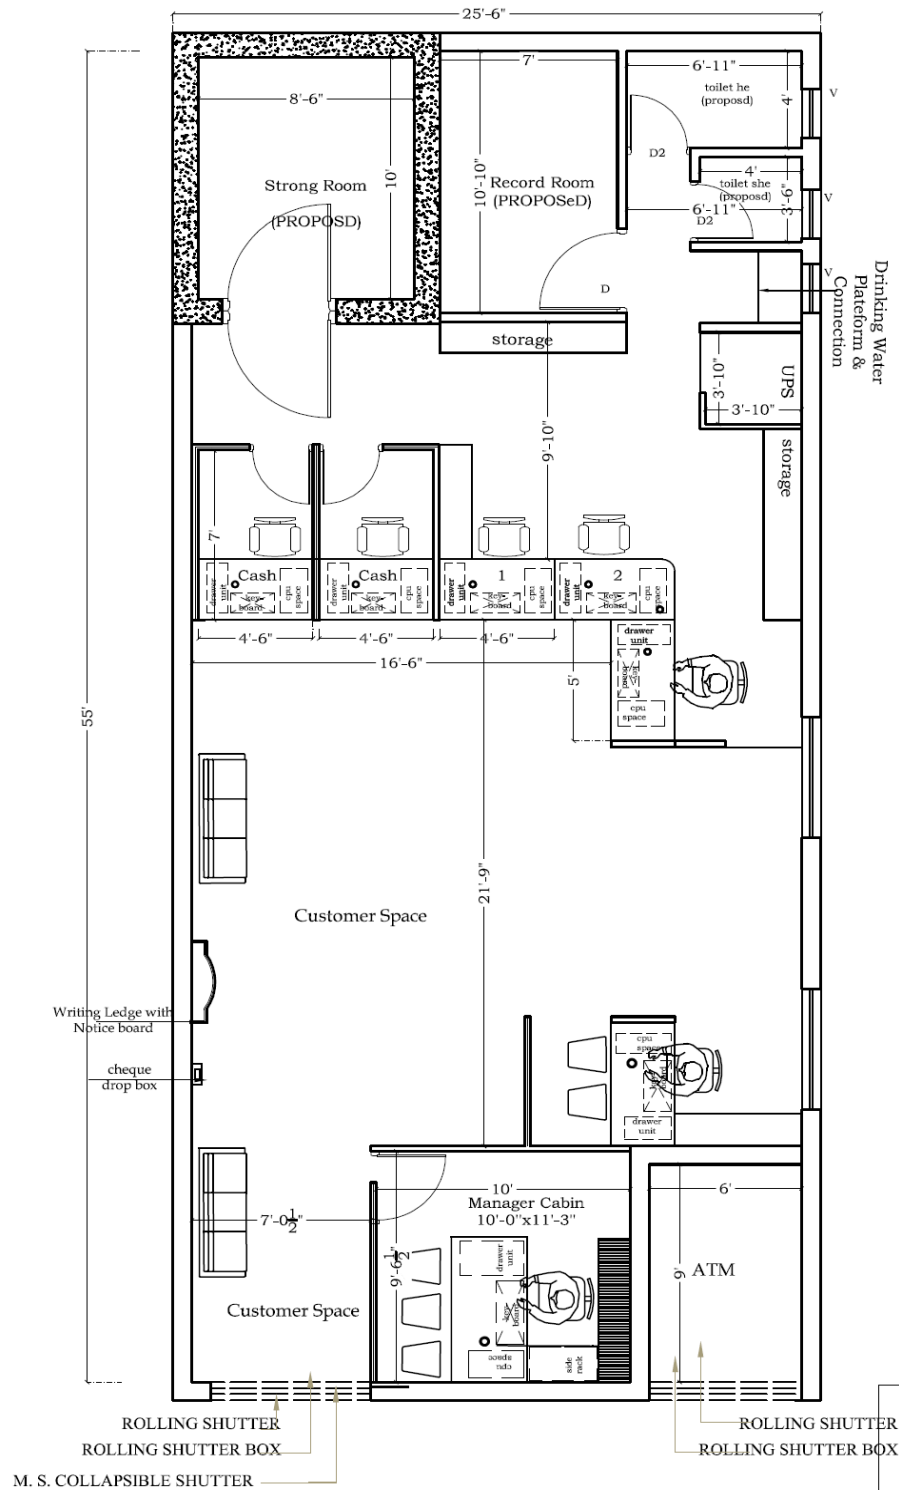 25'-6"
7'
6'-11"
toilet he
(proposd)
4'
V
8'-6"
10'
10'-10"
D2
4'
toilet she
(proposd)
3'-6"
6'-11"
D2
V
Strong Room
(PROPOSD)
Record Room
(PROPOSeD)
D
V
Drinking Water
Plateform &
Connection
storage
UPS
3'-10"
3'-10"
9'-10"
storage
7'
Cash
drawer
unit
key-
board
cpu
space
Cash
drawer
unit
key-
board
cpu
space
1
drawer
unit
key-
board
cpu
space
2
drawer
unit
key-
board
cpu
space
4'-6"
4'-6"
4'-6"
drawer
unit
cpu
space
16'-6"
5'
55'
21'-9"
Customer Space
Writing Ledge with
Notice board
cheque
drop box
cpu
space
key
board
drawer
unit
10'
Manager Cabin
10'-0"x11'-3"
6'
7'-01/2"
9'-61/2"
drawer
unit
key
board
cpu
space
side
rack
9'
ATM
Customer Space
ROLLING SHUTTER
ROLLING SHUTTER BOX
M. S. COLLAPSIBLE SHUTTER
ROLLING SHUTTER
ROLLING SHUTTER BOX